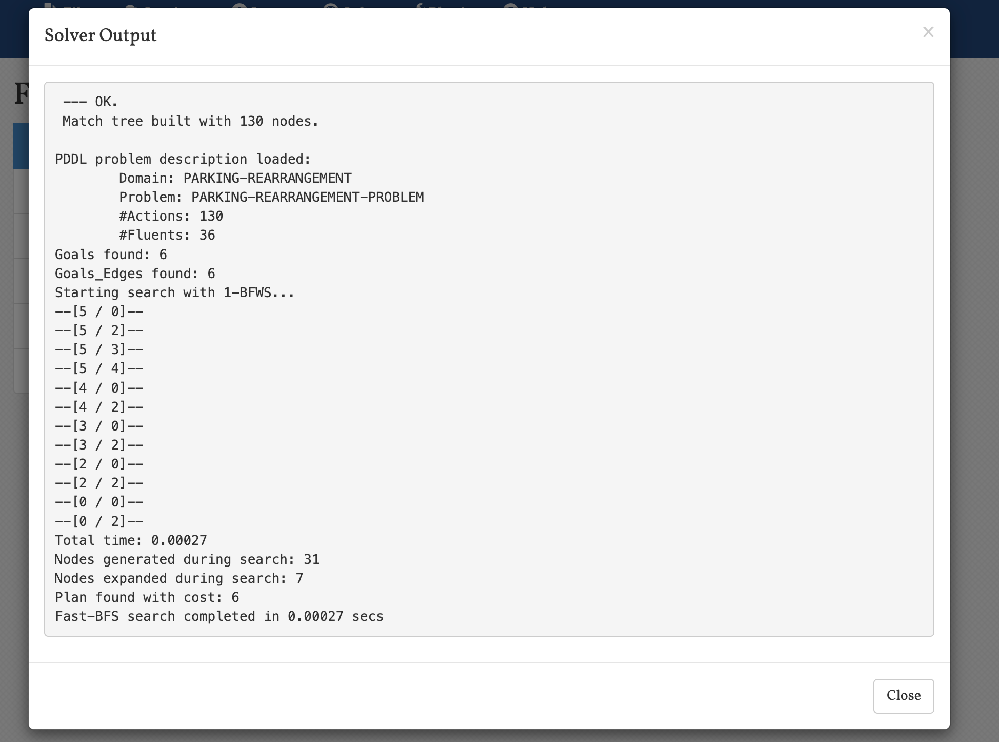 Solver Output
×
--- OK.
Match tree built with 130 nodes.
PDDL problem description loaded:
Domain: PARKING-REARRANGEMENT
Problem: PARKING-REARRANGEMENT-PROBLEM
#Actions: 130
#Fluents: 36
Goals found: 6
Goals_Edges found: 6
Starting search with 1-BFWS...
--[5 / 0]--
--[5 / 2]--
--[5 / 3]--
--[5 / 4]--
--[4 / 0]--
--[4 / 2]--
--[3 / 0]--
--[3 / 2]--
--[2 / 0]--
--[2 / 2]--
--[0 / 0]--
--[0 / 2]--
Total time: 0.00027
Nodes generated during search: 31
Nodes expanded during search: 7
Plan found with cost: 6
Fast-BFS search completed in 0.00027 secs
Close